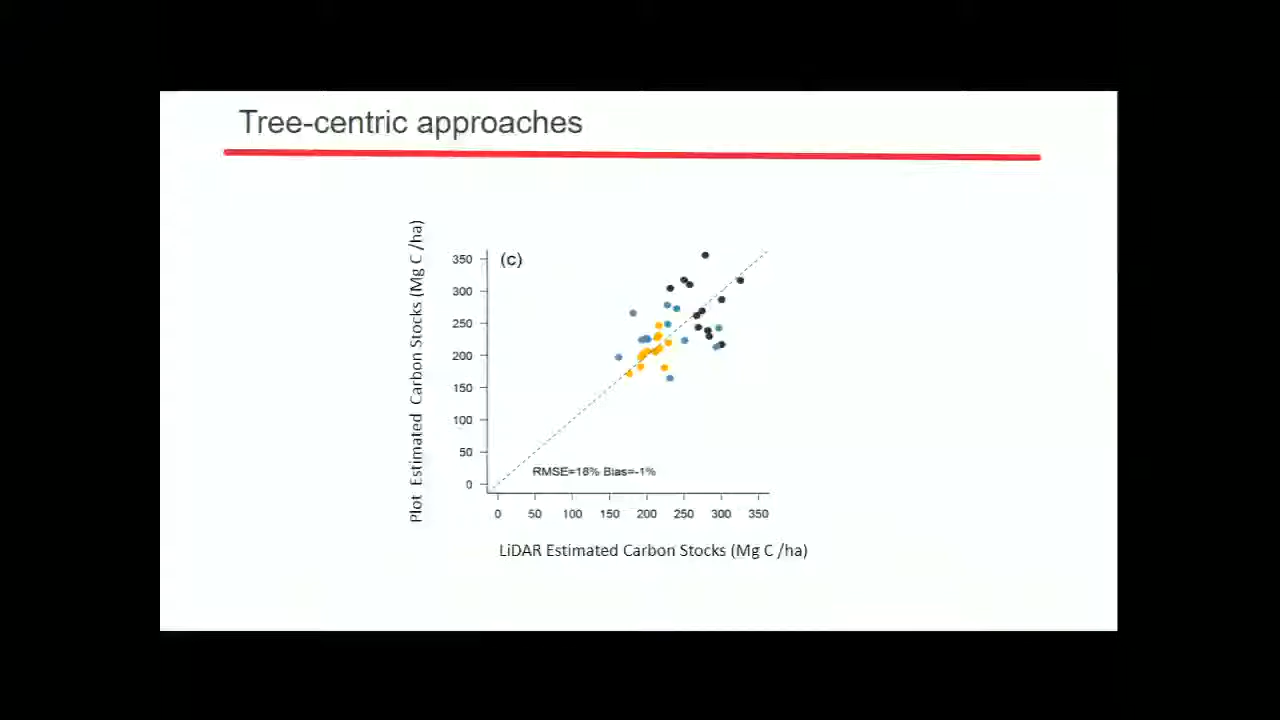 Tree-centric approaches
Plot Estimated Carbon Stocks (Mg C /ha)
(c)
350
300
250
200
150
100
50
0
RMSE=18% Bias=-1%
0 50 100 150 200 250 300 350
LiDAR Estimated Carbon Stocks (Mg C /ha)